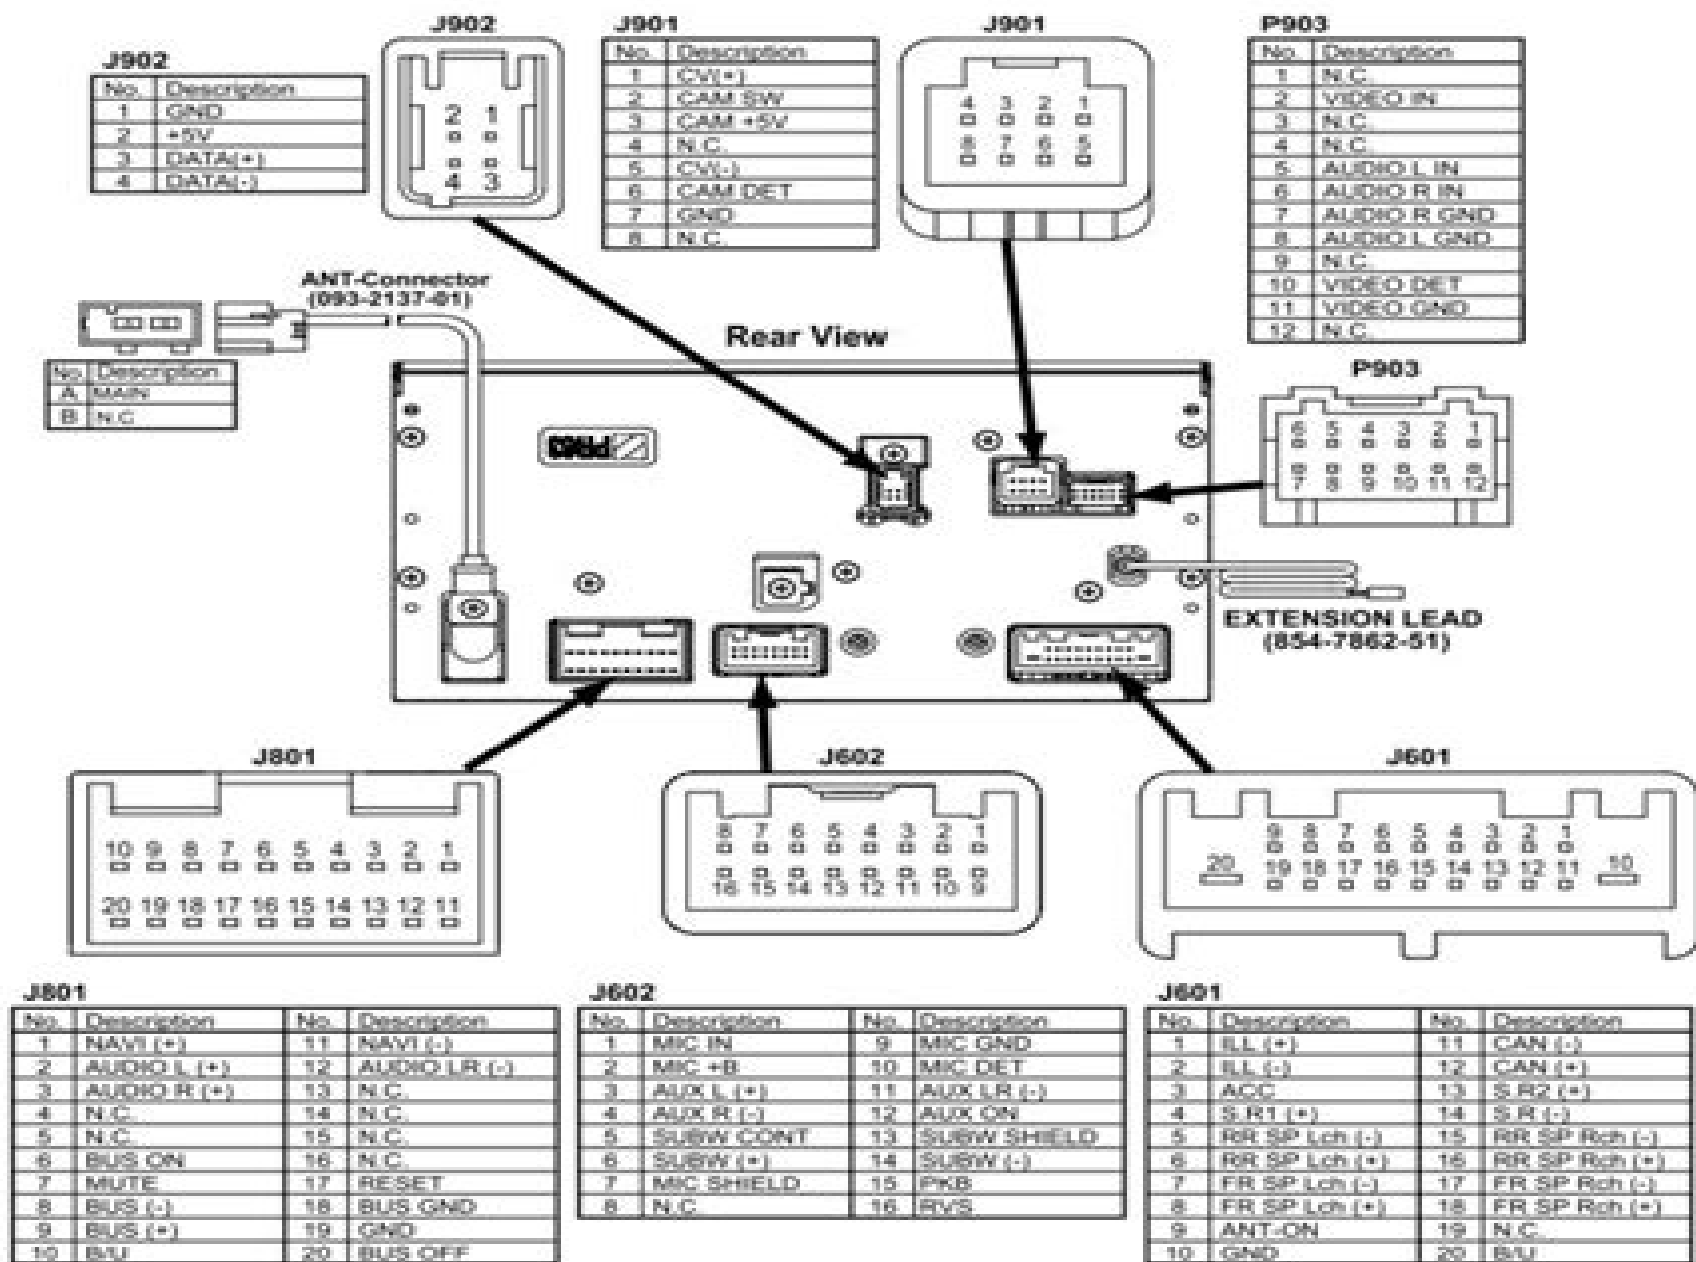 J902
No. Description
1 GND
2 +5V
3 DATA(+)
4 DATA(-)
J902
2 1
4 3
J901
No. Description
1 CV(+)
2 CAM SW
3 CAM +5V
4 N.C.
5 CV(-)
6 CAM DET
7 GND
8 N.C.
J901
4 3 2 1
8 7 6 5
P903
No. Description
1 N.C.
2 VIDEO IN
3 N.C.
4 N.C.
5 AUDIO L IN
6 AUDIO R IN
7 AUDIO R GND
8 AUDIO L GND
9 N.C.
10 VIDEO DET
11 VIDEO GND
12 N.C.
ANT-Connector
(093-2137-01)
No. Description
A MAIN
B N.C
Rear View
P903
6 5 4 3 2 1
7 8 9 10 11 12
EXTENSION LEAD
(854-7862-51)
J801
10 9 8 7 6 5 4 3 2 1
20 19 18 17 16 15 14 13 12 11
J602
8 7 6 5 4 3 2 1
16 15 14 13 12 11 10 9
J601
9 8 7 6 5 4 3 2 1
20 19 18 17 16 15 14 13 12 11 10
J801
No. Description No. Description
1 NAVI (+) 11 NAVI (-)
2 AUDIO L (+) 12 AUDIO LR (-)
3 AUDIO R (+) 13 N.C.
4 N.C. 14 N.C.
5 N.C. 15 N.C.
6 BUS ON 16 N.C.
7 MUTE 17 RESET
8 BUS (-) 18 BUS GND
9 BUS (+) 19 GND
10 B/U 20 BUS OFF
J602
No. Description No. Description
1 MIC IN 9 MIC GND
2 MIC +B 10 MIC DET
3 AUX L (+) 11 AUX LR (-)
4 AUX R (-) 12 AUX ON
5 SUBW CONT 13 SUBW SHIELD
6 SUBW (+) 14 SUBW (-)
7 MIC SHIELD 15 PKB
8 N.C. 16 RVS
J601
No. Description No. Description
1 ILL (+) 11 CAN (-)
2 ILL (-) 12 CAN (+)
3 ACC 13 S.R2 (+)
4 S.R1 (+) 14 S.R (-)
5 RR SP Lch (-) 15 RR SP Rch (-)
6 RR SP Lch (+) 16 RR SP Rch (+)
7 FR SP Lch (-) 17 FR SP Rch (-)
8 FR SP Lch (+) 18 FR SP Rch (+)
9 ANT-ON 19 N.C.
10 GND 20 B/U